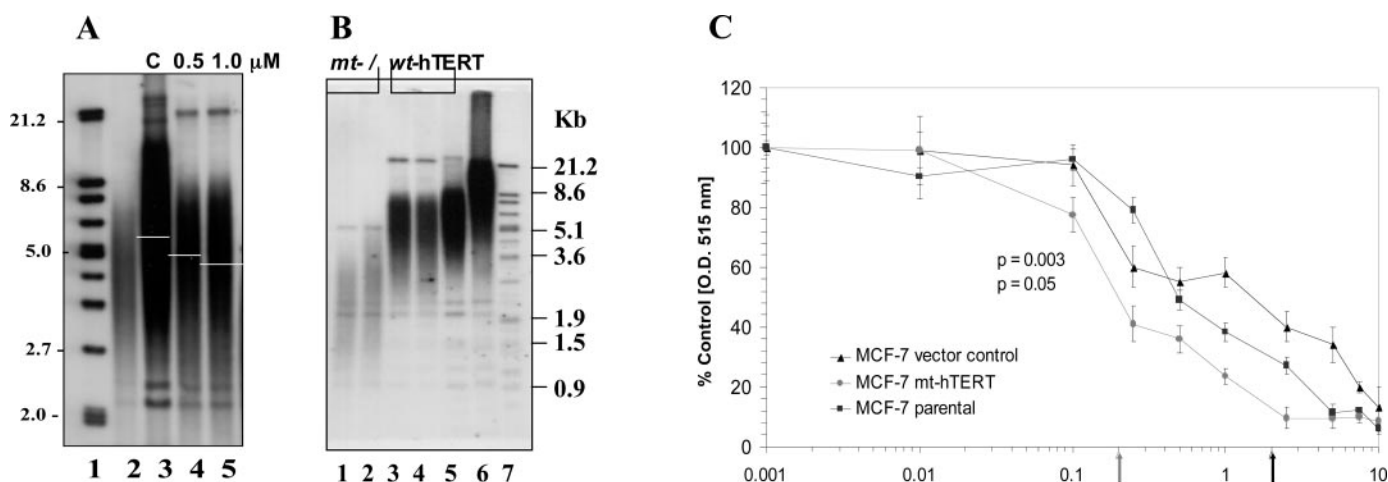 A
C 0.5 1.0 μM
21.2 -
8.6 -
5.0 -
2.7 -
2.0 -
1 2 3 4 5
B
mt- / wt-hTERT
Kb
21.2
8.6
5.1
3.6
1.9
1.5
0.9
1 2 3 4 5 6 7
C
% Control [O.D. 515 nm]
120
100
80
60
40
20
0
p = 0.003
p = 0.05
MCF-7 vector control
MCF-7 mt-hTERT
MCF-7 parental
0.001 0.01 0.1 1 10